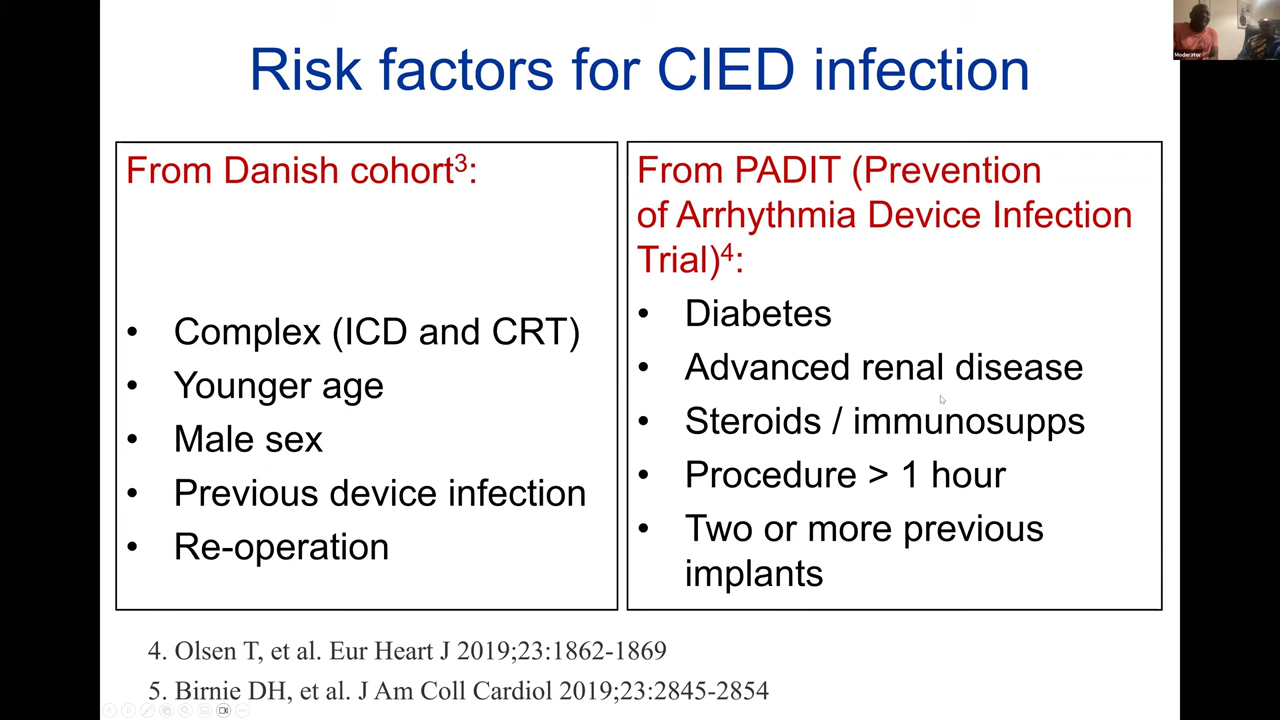 Risk factors for CIED infection
Moderator
From Danish cohort3:
• Complex (ICD and CRT)
• Younger age
• Male sex
• Previous device infection
• Re-operation
From PADIT (Prevention
of Arrhythmia Device Infection
Trial)4:
• Diabetes
• Advanced renal disease
• Steroids / immunosupps
• Procedure > 1 hour
• Two or more previous
implants
4. Olsen T, et al. Eur Heart J 2019;23:1862-1869
5. Birnie DH, et al. J Am Coll Cardiol 2019;23:2845-2854